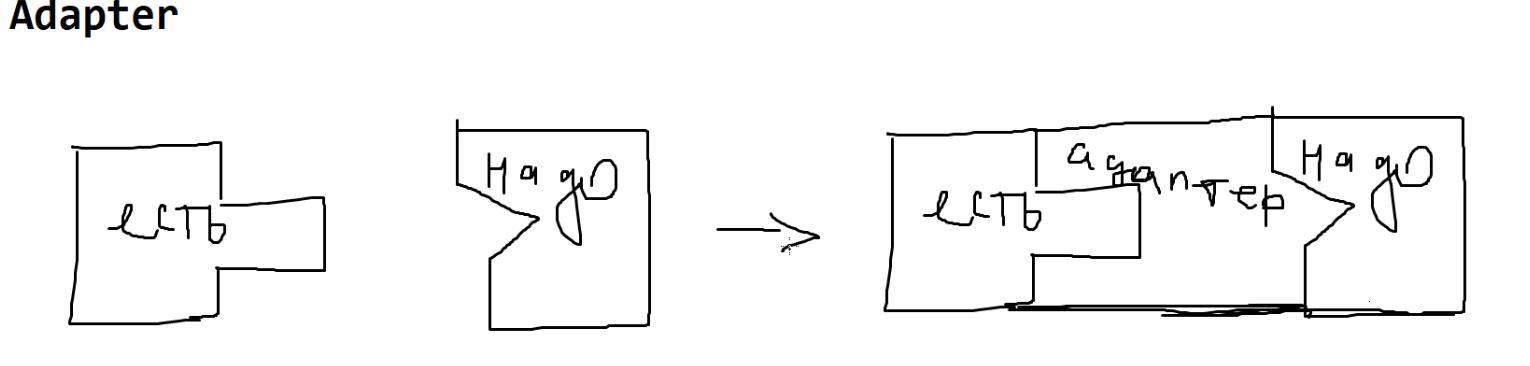 Adapter
есть
надо
есть
адаптер
надо